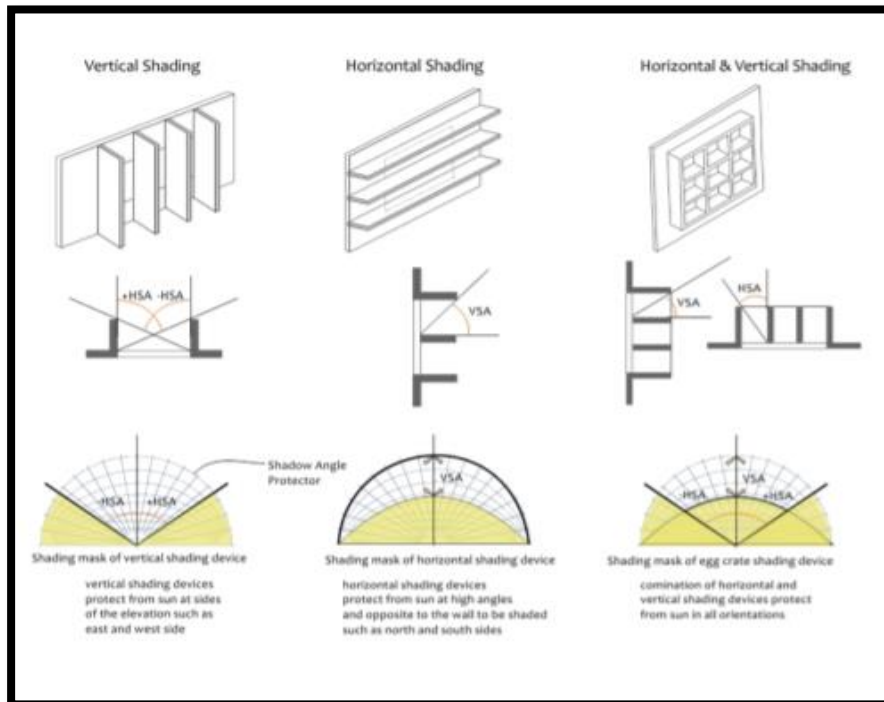 Vertical Shading
Horizontal Shading
Horizontal & Vertical Shading
+HSA -HSA
VSA
VSA
HSA
-HSA +HSA
Shadow Angle
Protector
VSA
VSA
-HSA +HSA
Shading mask of vertical shading device
Shading mask of horizontal shading device
Shading mask of egg crate shading device
vertical shading devices
protect from sun at sides
of the elevation such as
east and west side
horizontal shading devices
protect from sun at high angles
and opposite to the wall to be shaded
such as north and south sides
comination of horizontal and
vertical shading devices protect
from sun in all orientations